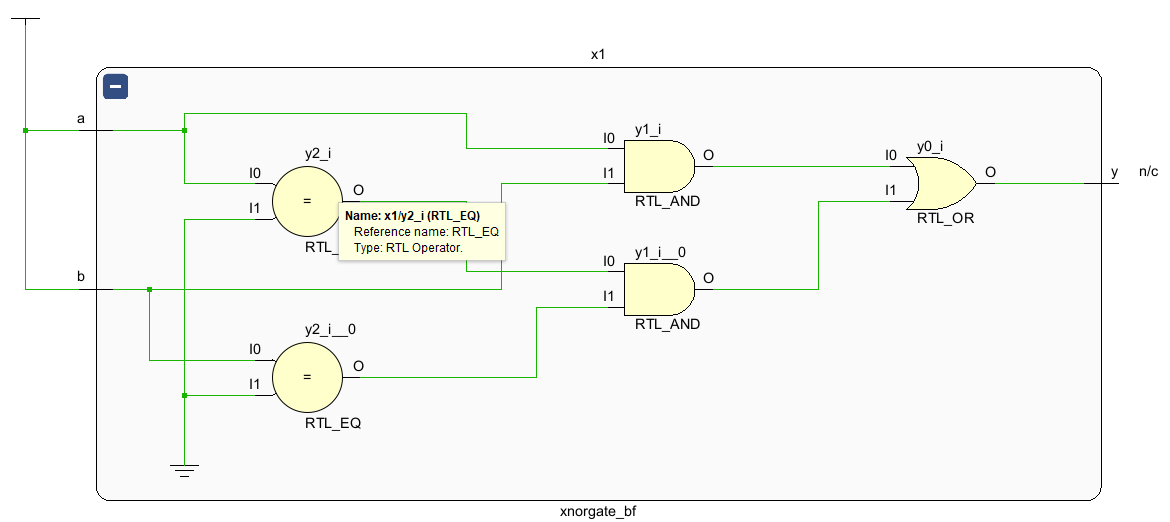 x1
a
y1_i
I0
O
y0_i
y2_i
I1
I0
O
y
n/c
I0
O
RTL_AND
I1
I1
Name: x1/y2_i (RTL_EQ)
RTL_OR
Reference name: RTL_EQ
RTL_
Type: RTL Operator.
y1_i__0
I0
b
O
I1
y2_i__0
RTL_AND
I0
O
I1
=
=
RTL_EQ
xnorgate_bf